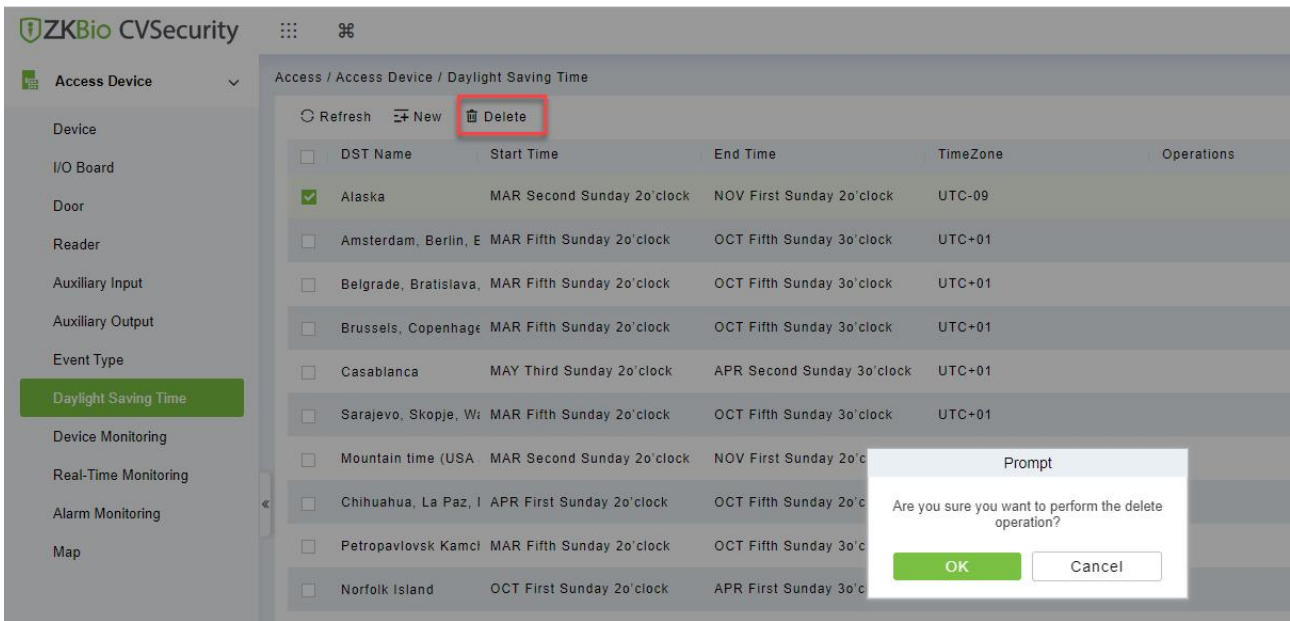 ZKBio CVSecurity
Access Device
Device
I/O Board
Door
Reader
Auxiliary Input
Auxiliary Output
Event Type
Daylight Saving Time
Device Monitoring
Real-Time Monitoring
Alarm Monitoring
Map
Access / Access Device / Daylight Saving Time
Refresh New Delete
DST Name Start Time End Time TimeZone Operations
Alaska MAR Second Sunday 2o'clock NOV First Sunday 2o'clock UTC-09
Amsterdam, Berlin, MAR Fifth Sunday 2o'clock OCT Fifth Sunday 3o'clock UTC+01
Belgrade, Bratislava, MAR Fifth Sunday 2o'clock OCT Fifth Sunday 3o'clock UTC+01
Brussels, MAR Fifth Sunday 2o'clock OCT Fifth Sunday 3o'clock UTC+01
Casablanca MAY Third Sunday 2o'clock APR Second Sunday 3o'clock UTC+01
Sarajevo, Skopje, MAR Fifth Sunday 2o'clock OCT Fifth Sunday 3o'clock UTC+01
Mountain time (USA MAR Second Sunday 2o'clock NOV First Sunday 2o'c
Chihuahua, La Paz, APR First Sunday 2o'clock OCT Fifth Sunday 2o'c
Petropavlovsk MAR Fifth Sunday 2o'clock OCT Fifth Sunday 3o'c
Norfolk Island OCT First Sunday 2o'clock APR First Sunday 3o'c
Prompt
Are you sure you want to perform the delete
operation?
OK Cancel